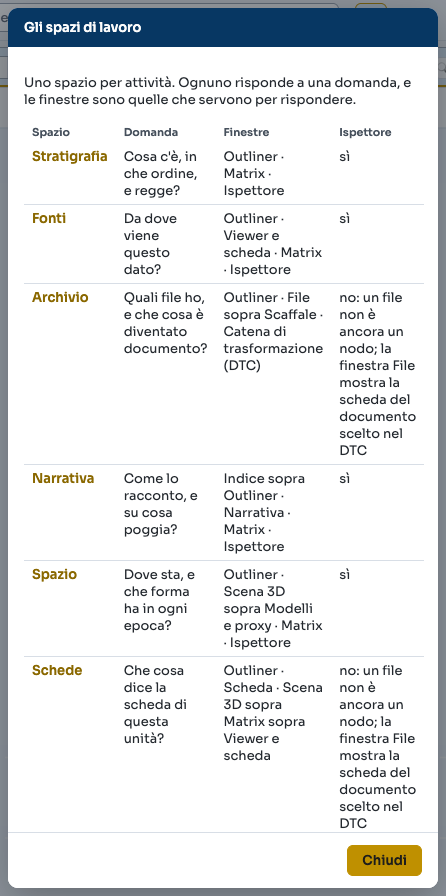 Gli spazi di lavoro
Uno spazio per attività. Ognuno risponde a una domanda, e
le finestre sono quelle che servono per rispondere.
Spazio Domanda Finestre Ispettore
Stratigrafia Cosa c'è, in Outliner · sì
che ordine, Matrix ·
e regge? Ispettore
Fonti Da dove Outliner · sì
viene Viewer e
questo scheda · Matrix
dato? · Ispettore
Archivio Quali file ho, Outliner · File no: un file
e che cosa è sopra Scaffale · non è
diventato Catena di ancora un
documento? trasformazione nodo; la
(DTC) finestra File
mostra la
scheda del
documento
scelto nel
DTC
Narrativa Come lo Indice sopra sì
racconto, e Outliner ·
su cosa Narrativa ·
poggia? Matrix ·
Ispettore
Spazio Dove sta, e Outliner · sì
che forma Scena 3D
ha in ogni sopra Modelli
epoca? e proxy · Matrix
· Ispettore
Schede Che cosa Outliner · no: un file
dice la Scheda · Scena non è
scheda di 3D sopra ancora un
questa Matrix sopra nodo; la
unità? Viewer e finestra File
scheda mostra la
scheda del
documento
scelto nel
DTC
Chiudi